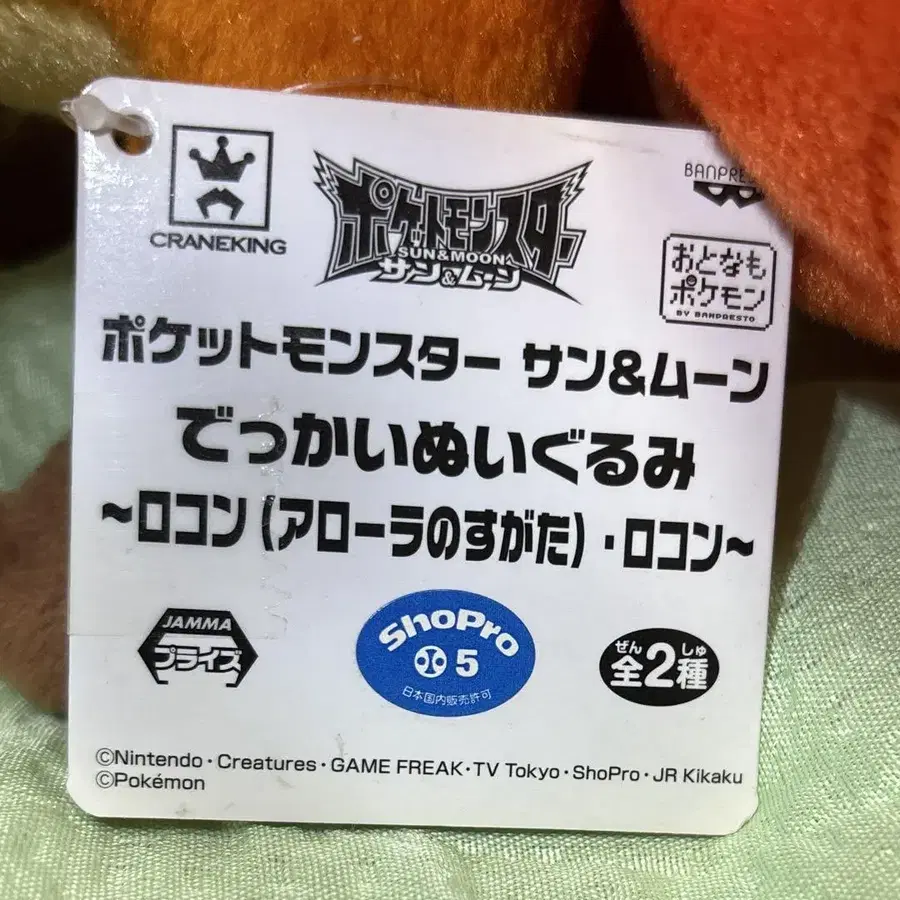 CRANEKING
ポケットモンスター
SUN&MOON
サン&ムーン
BANPRES
おとなも
ポケモン
BY BANPRESTO
ポケットモンスター サン&ムーン
でっかいぬいぐるみ
~ロコン(アローラのすがた)・ロコン~
JAMMA
プライズ
ShoPro
5
日本国内販売許可
ぜん しゅ
全2種
©Nintendo・Creatures・GAME FREAK・TV Tokyo・ShoPro・JR Kikaku
©Pokémon